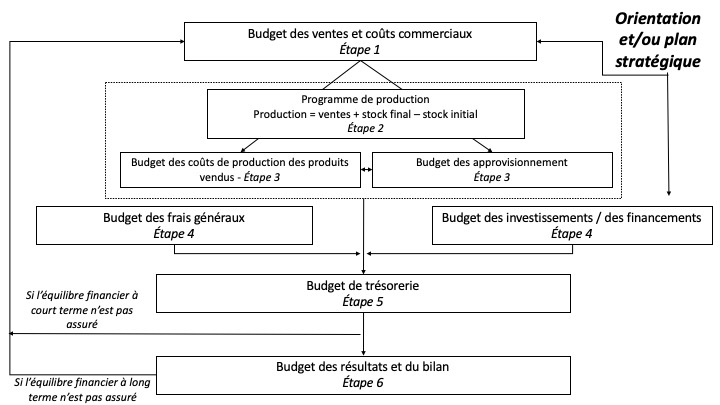 Budget des ventes et coûts commerciaux
Étape 1
Orientation
et/ou plan
stratégique
Programme de production
Production = ventes + stock final – stock initial
Étape 2
Budget des coûts de production des produits
vendus - Étape 3
Budget des approvisionnement
Étape 3
Budget des frais généraux
Étape 4
Budget des investissements / des financements
Étape 4
Budget de trésorerie
Étape 5
Si l’équilibre financier à
court terme n’est pas
assuré
Budget des résultats et du bilan
Étape 6
Si l’équilibre financier à long
terme n’est pas assuré